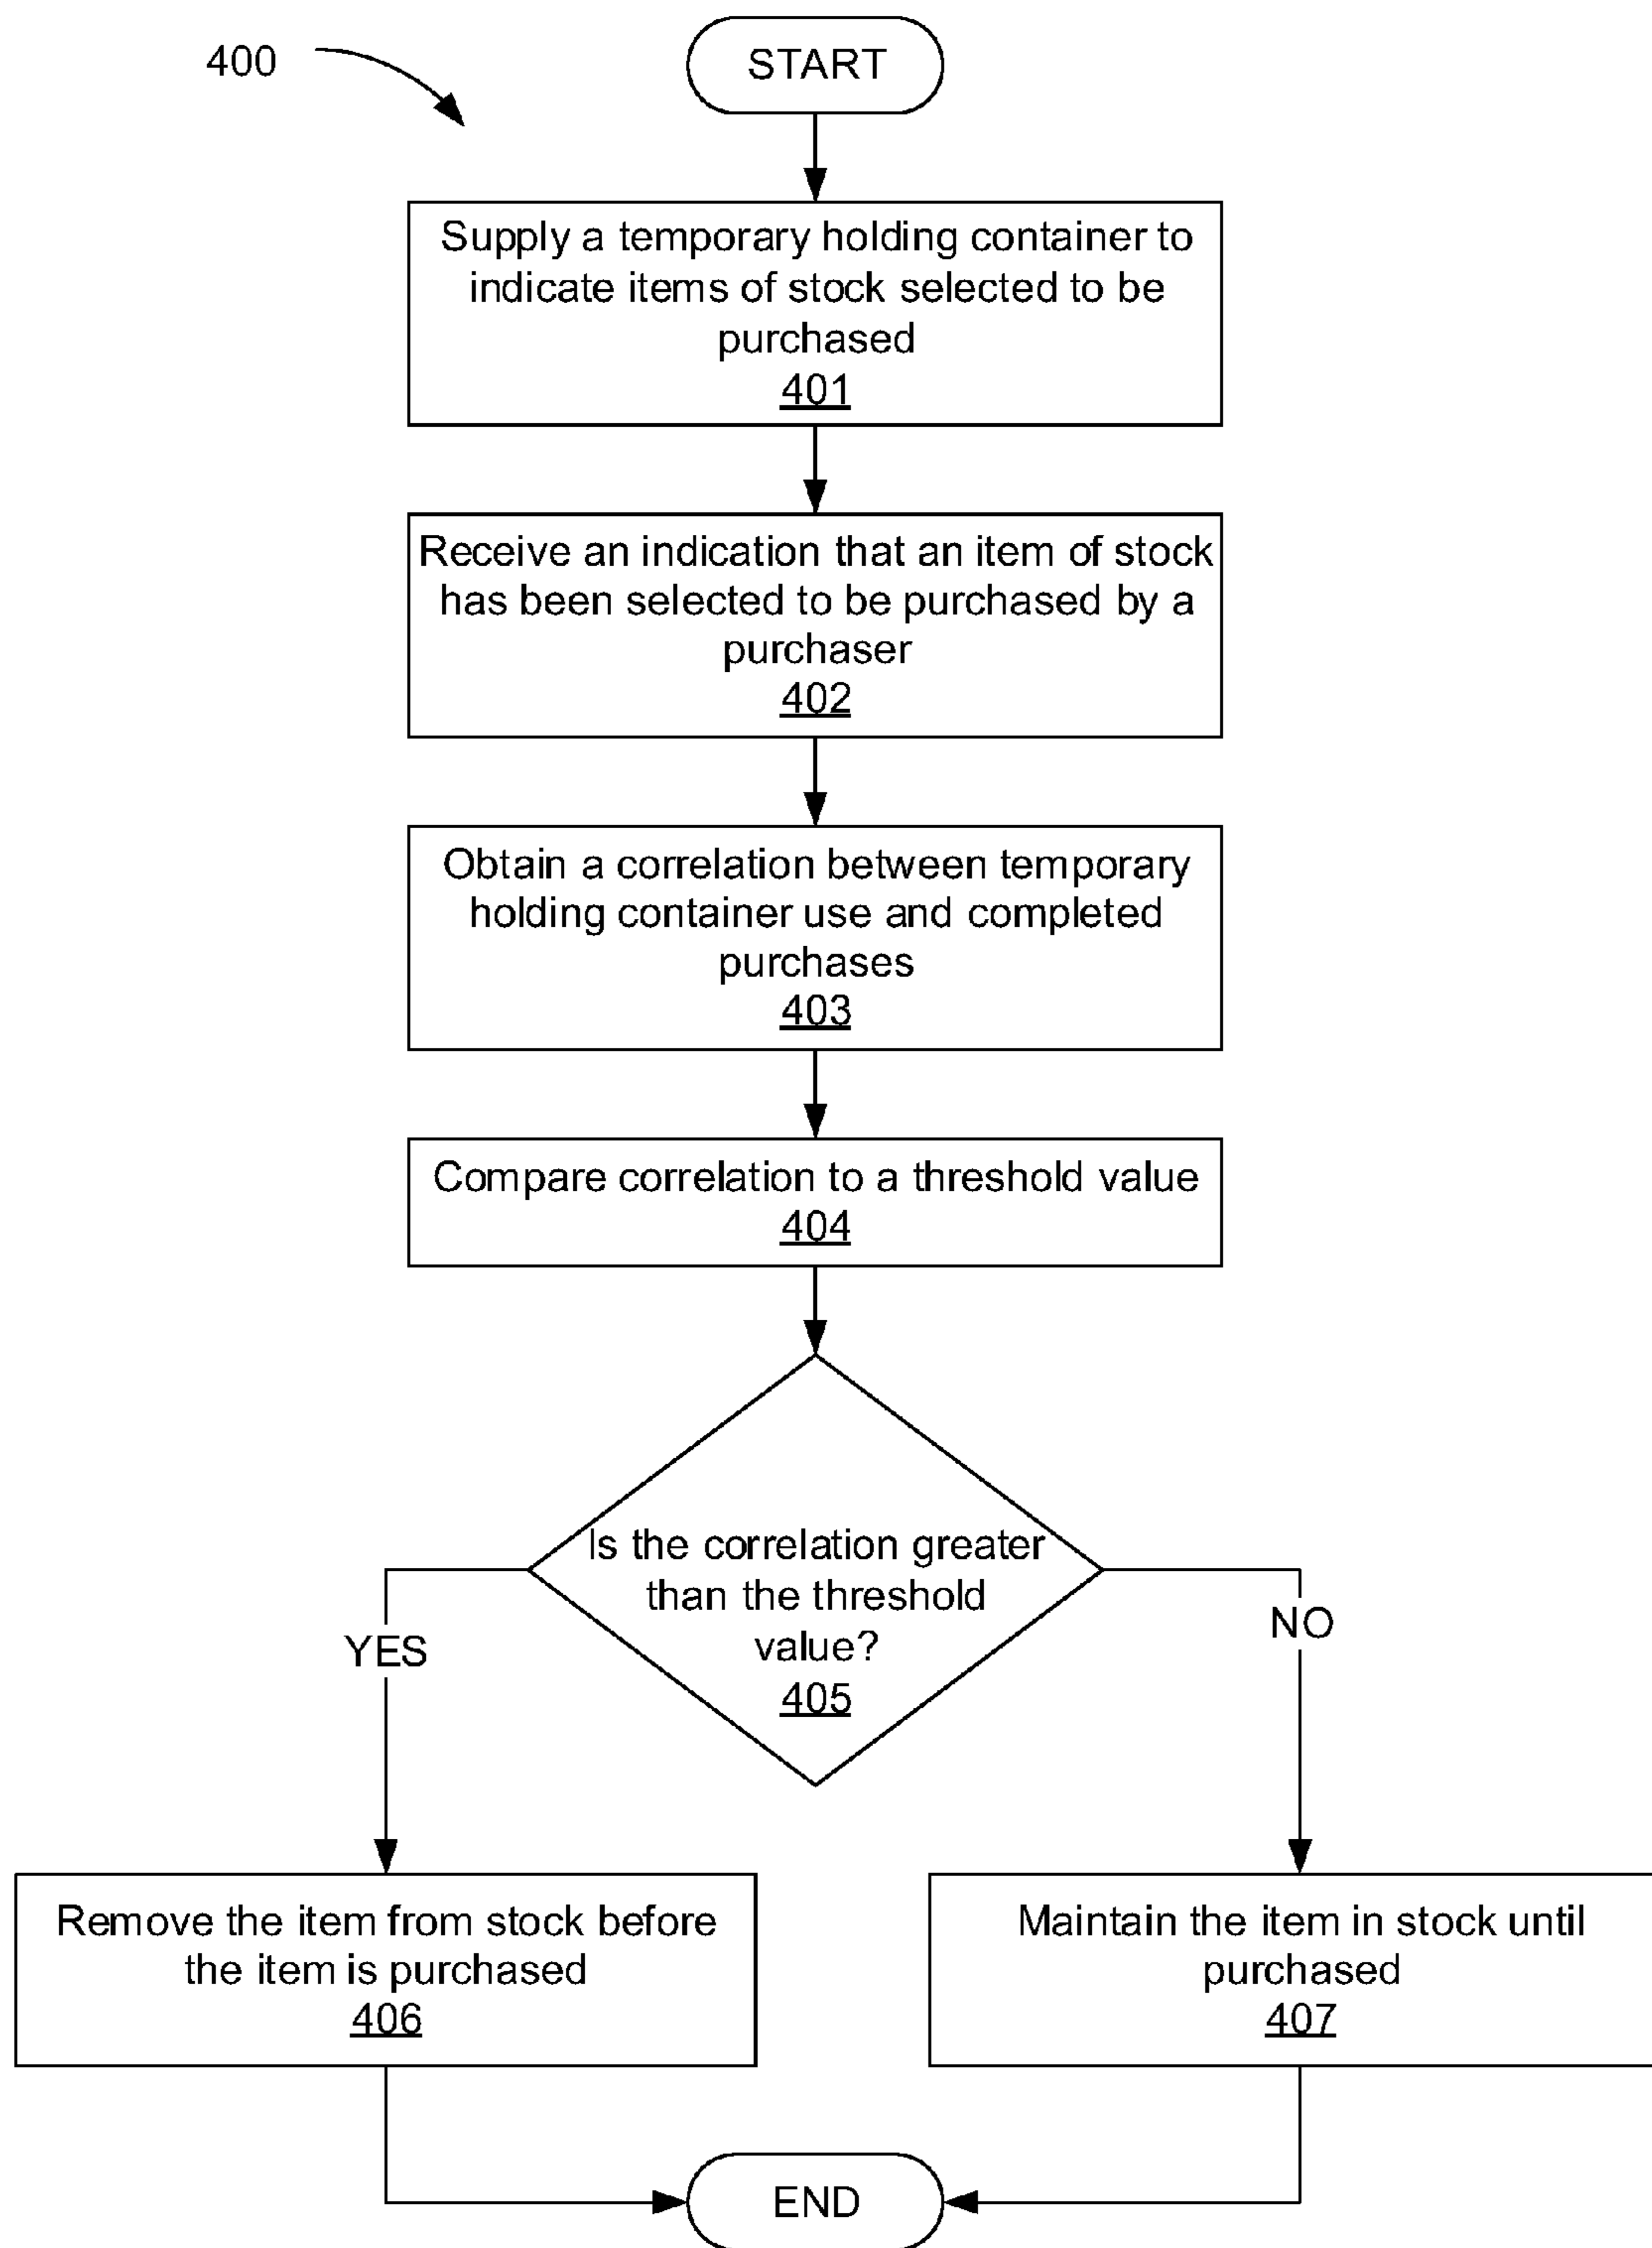 400
START
Supply a temporary holding container to
indicate items of stock selected to be
purchased
401
Receive an indication that an item of stock
has been selected to be purchased by a
purchaser
402
Obtain a correlation between temporary
holding container use and completed
purchases
403
Compare correlation to a threshold value
404
Is the correlation greater
than the threshold
value?
405
YES
NO
Remove the item from stock before
the item is purchased
406
Maintain the item in stock until
purchased
407
END